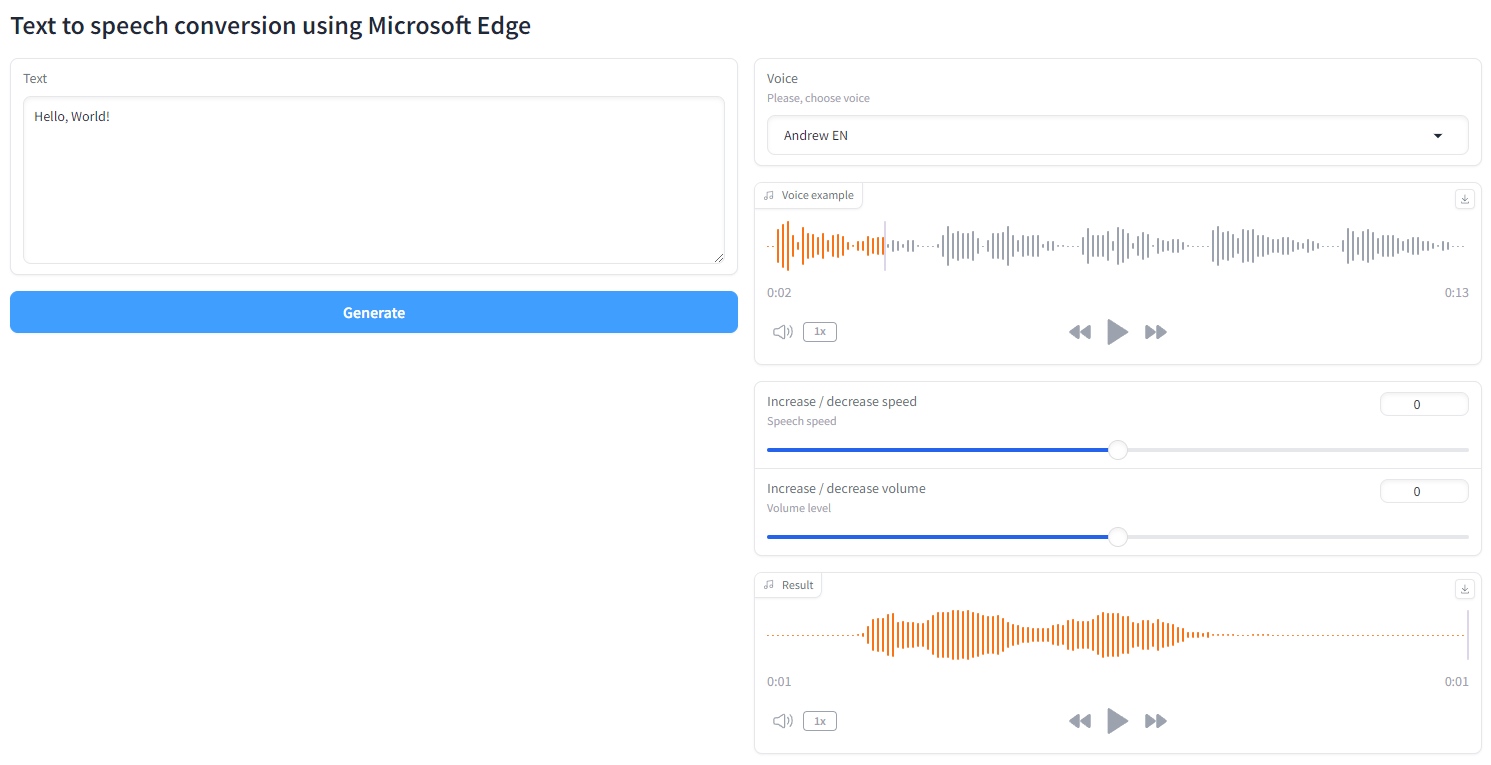 Text to speech conversion using Microsoft Edge
Text
Hello, World!
Generate
Voice
Please, choose voice
Andrew EN
Voice example
0:02
0:13
1x
Increase / decrease speed
0
Speech speed
Increase / decrease volume
0
Volume level
Result
0:01
0:01
1x